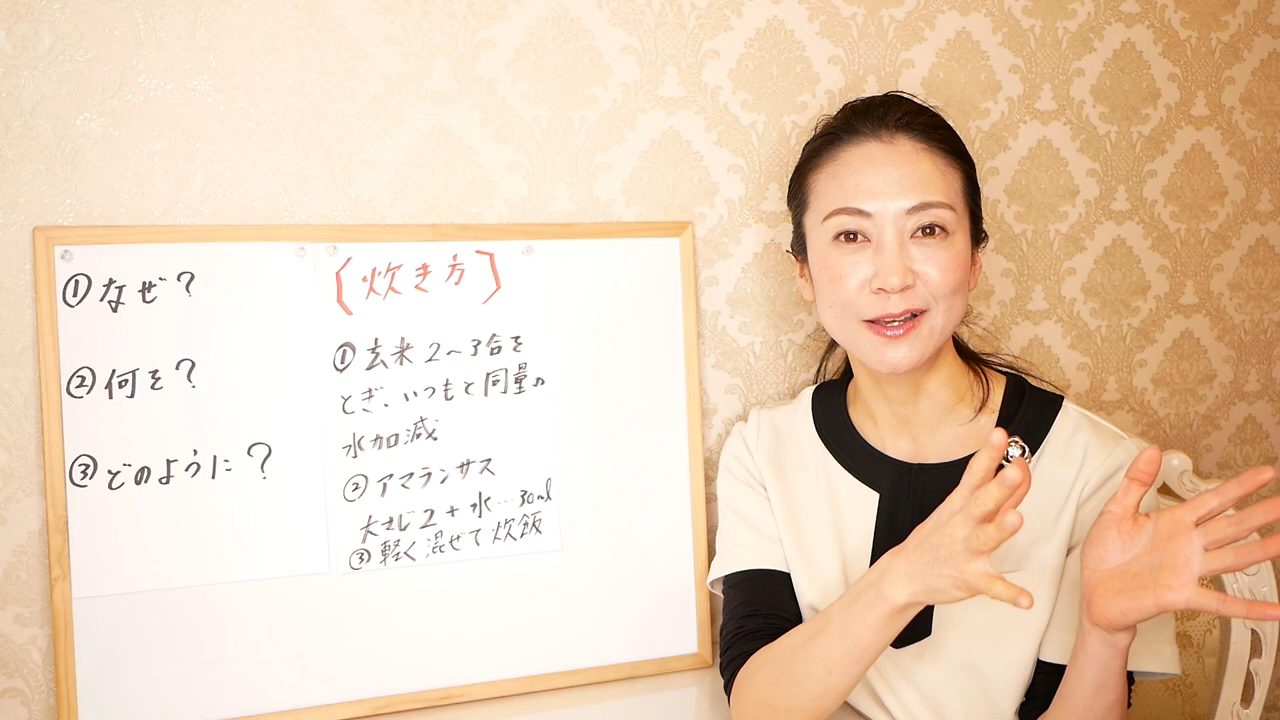 ①なぜ?
②何を?
③どのように?
〔炊き方〕
①玄米2〜3合を
とぎ、いつもと同量の
水加減
②アマランサス
大さじ2+水…30ml
③軽く混ぜて炊飯